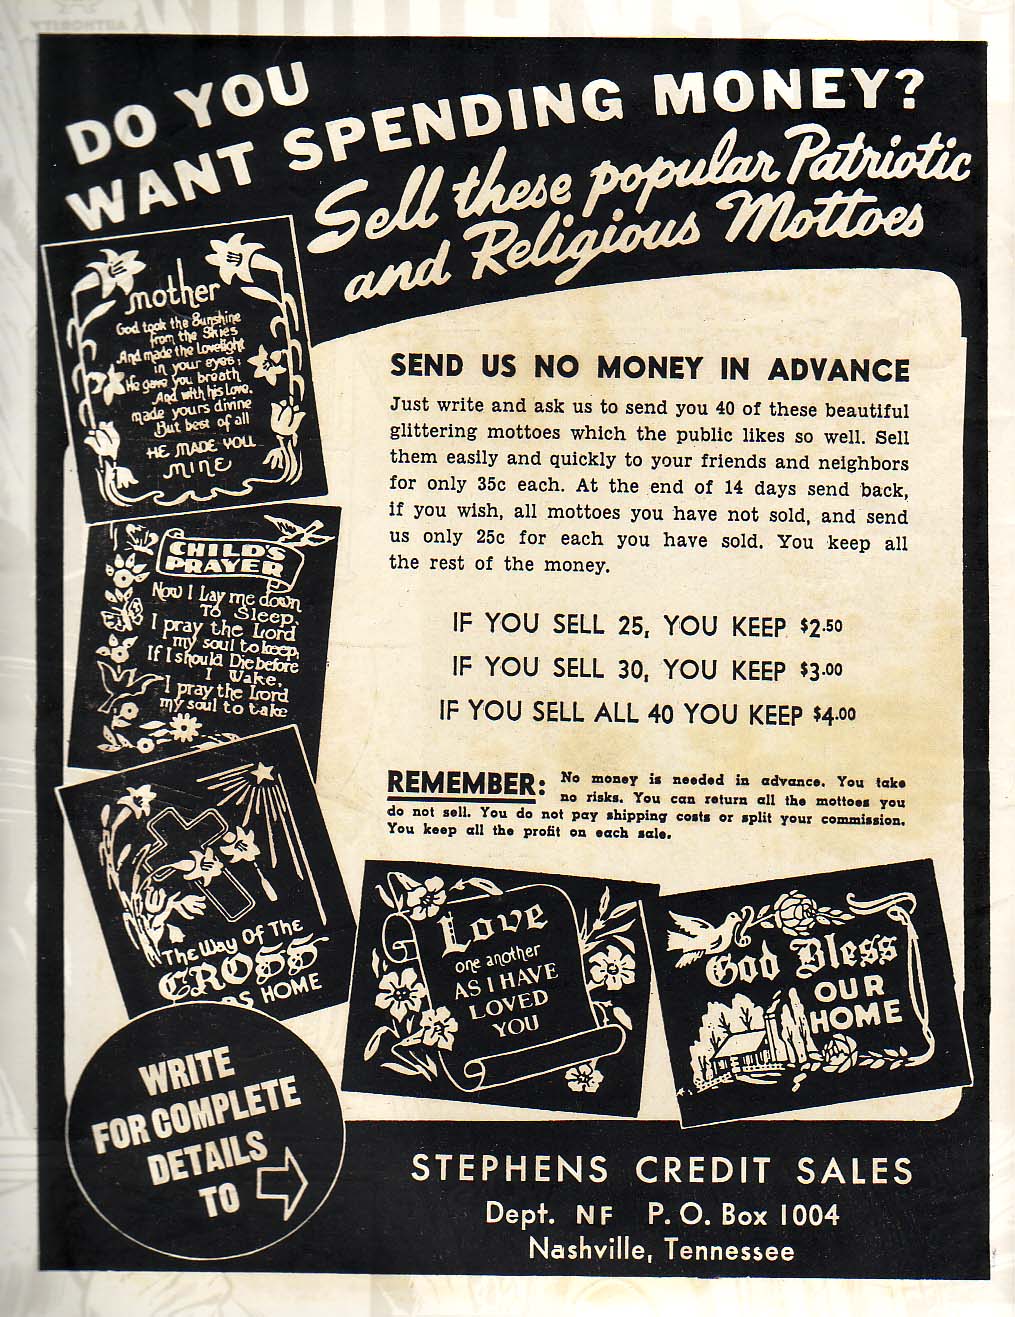 DO YOU
WANT SPENDING MONEY?
Sell these popular Patriotic
and Religious Mottoes
mother
God took the Sunshine
from the Skies
And made the Lovelight
in your eyes;
He gave you breath
And with his Love,
made yours divine
But best of all
HE MADE YOU
MINE
CHILD'S
PRAYER
Now I Lay me down
To Sleep,
I pray the Lord
my soul to keep,
If I should Die before
I Wake,
I pray the Lord
my soul to take
The Way Of The
CROSS
HOME
SEND US NO MONEY IN ADVANCE
Just write and ask us to send you 40 of these beautiful
glittering mottoes which the public likes so well. Sell
them easily and quickly to your friends and neighbors
for only 35c each. At the end of 14 days send back,
if you wish, all mottoes you have not sold, and send
us only 25c for each you have sold. You keep all
the rest of the money.
IF YOU SELL 25, YOU KEEP $2.50
IF YOU SELL 30, YOU KEEP $3.00
IF YOU SELL ALL 40 YOU KEEP $4.00
REMEMBER: No money is needed in advance. You take
no risks. You can return all the mottoes you
do not sell. You do not pay shipping costs or split your commission.
You keep all the profit on each sale.
Love
one another
AS I HAVE
LOVED
YOU
God Bless
OUR
HOME
WRITE
FOR COMPLETE
DETAILS
TO
STEPHENS CREDIT SALES
Dept. NF P. O. Box 1004
Nashville, Tennessee